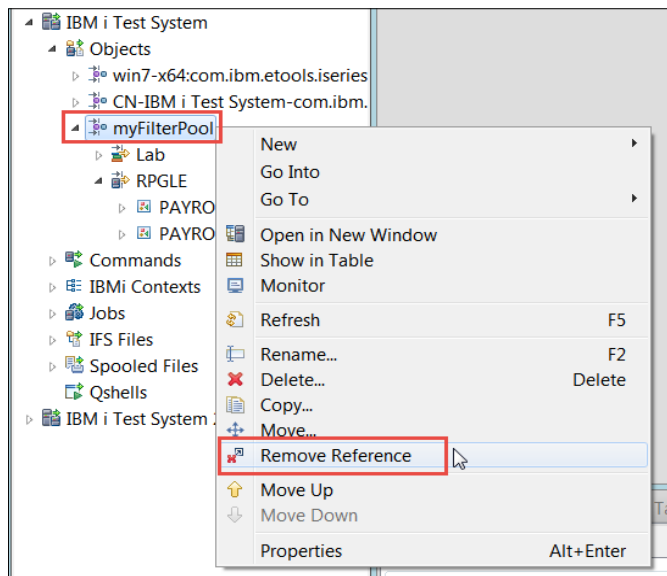 IBM i Test System
Objects
win7-x64:com.ibm.etools.iseries
CN-IBM i Test System-com.ibm.
myFilterPool
Lab
RPGLE
PAYRO
PAYRO
Commands
IBMi Contexts
Jobs
IFS Files
Spooled Files
Qshells
IBM i Test System
New
Go Into
Go To
Open in New Window
Show in Table
Monitor
Refresh F5
Rename... F2
Delete... Delete
Copy...
Move...
Remove Reference
Move Up
Move Down
Properties Alt+Enter